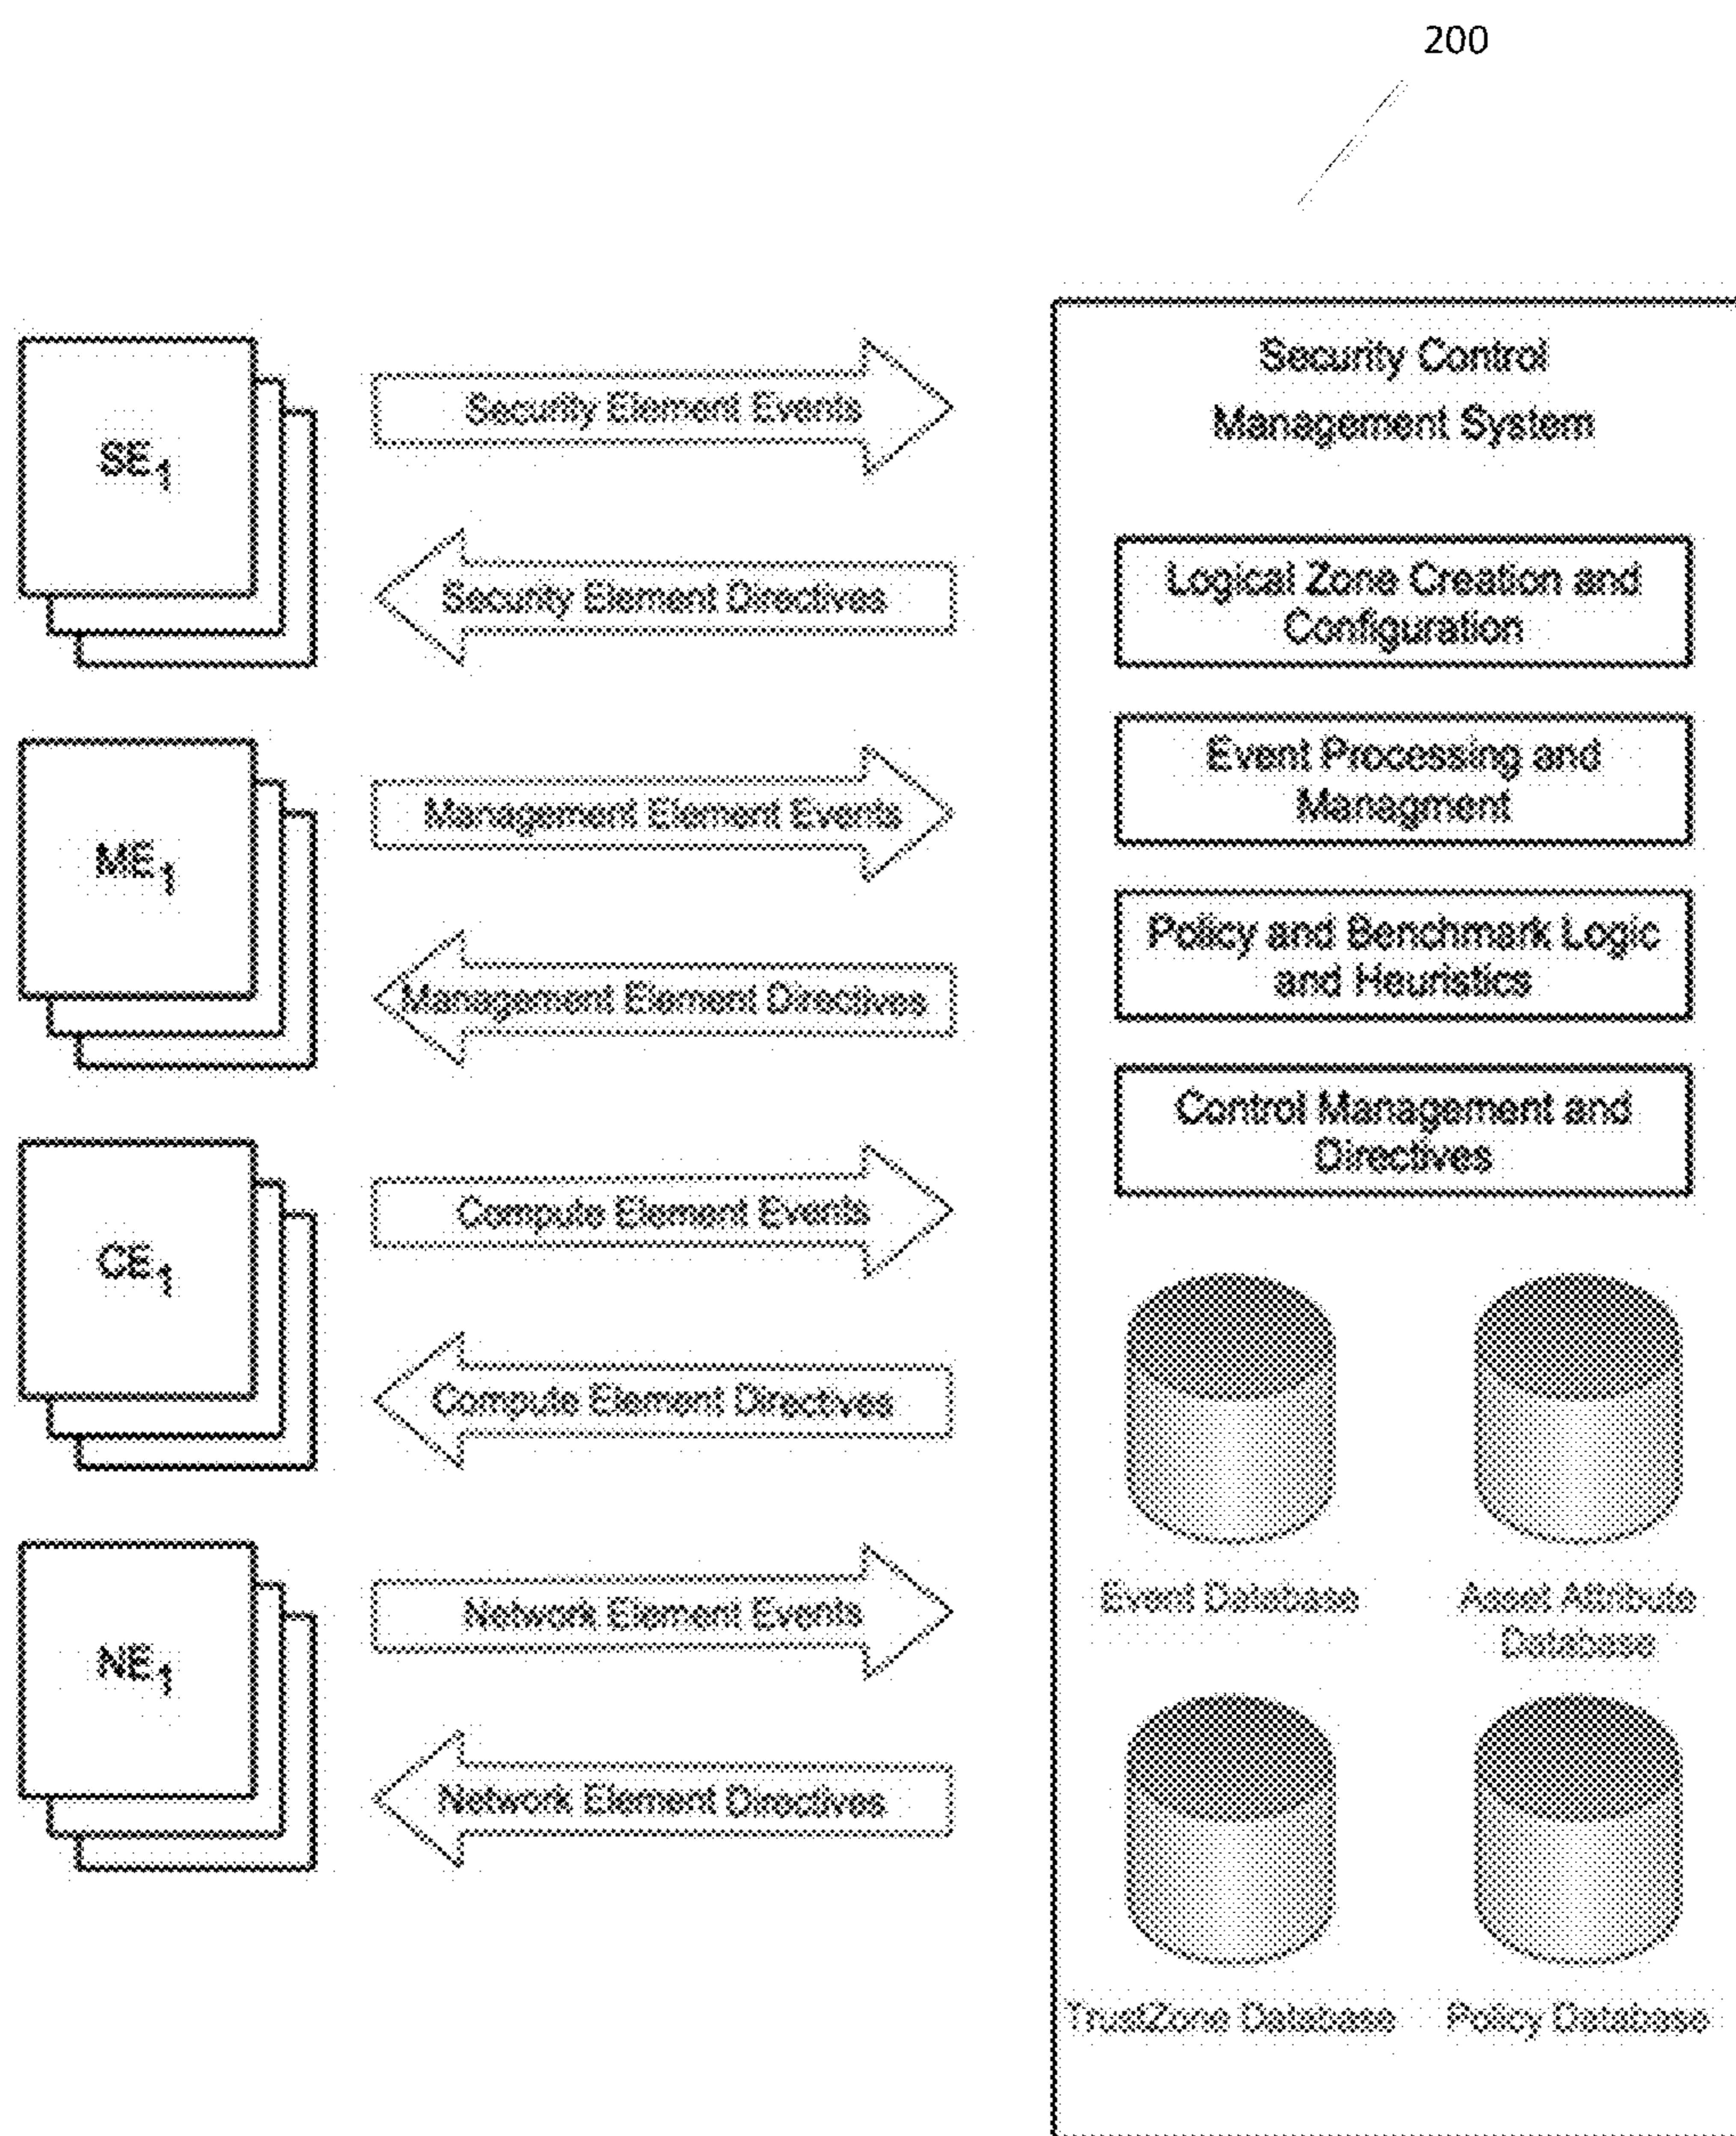 200
Security Control
Management System
SE1
Security Element Events
Security Element Directives
Logical Zone Creation and
Configuration
ME1
Management Element Events
Management Element Directives
Event Processing and
Managment
Policy and Benchmark Logic
and Heuristics
Control Management and
Directives
CE1
Compute Element Events
Compute Element Directives
NE1
Network Element Events
Network Element Directives
Event Database
Asset Attribute
Database
TrustZone Database
Policy Database